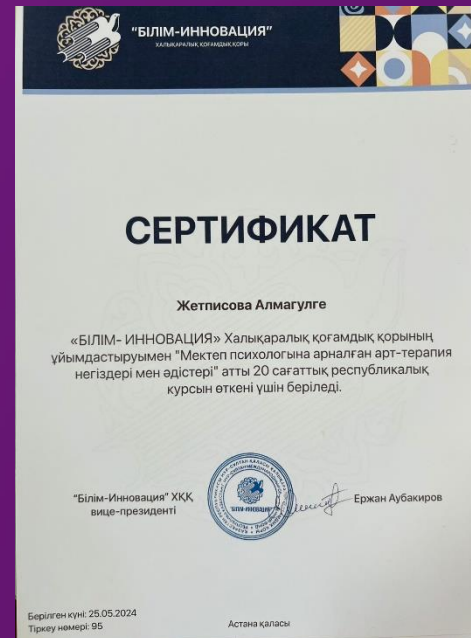 "БІЛІМ-ИННОВАЦИЯ"
ХАЛЫҚАРАЛЫҚ ҚОҒАМДЫҚ ҚОРЫ
СЕРТИФИКАТ
Жетписова Алмагулге
«БІЛІМ- ИННОВАЦИЯ» Халықаралық қоғамдық қорының
ұйымдастыруымен "Мектеп психологына арналған арт-терапия
негіздері мен әдістері" атты 20 сағаттық республикалық
курсын өткені үшін беріледі.
"Білім-Инновация" ХҚҚ
вице-президенті
"БІЛІМ-ИННОВАЦИЯ"
Ержан Аубакиров
Берілген күні: 25.05.2024
Тіркеу нөмері: 95
Астана қаласы